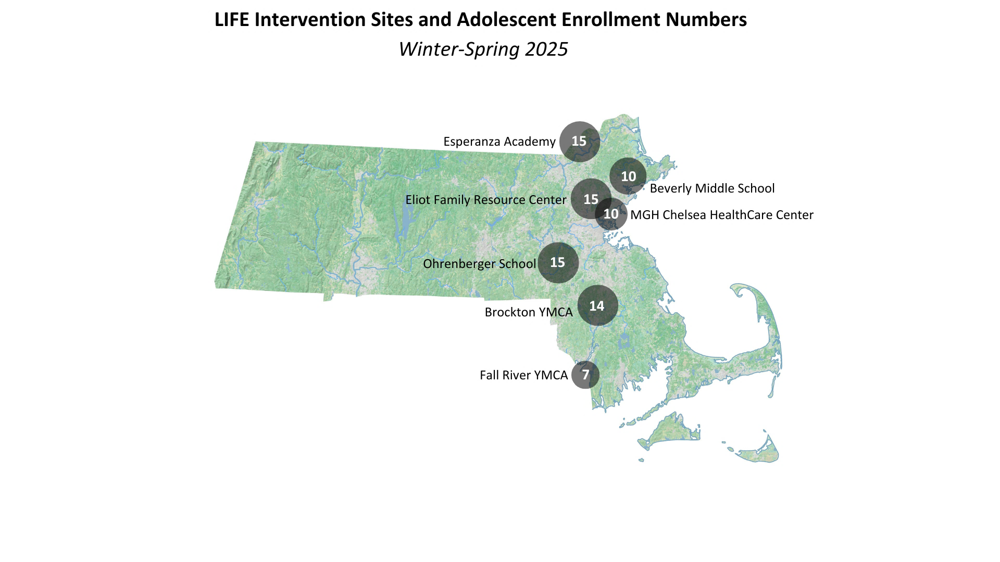 LIFE Intervention Sites and Adolescent Enrollment Numbers
Winter-Spring 2025
Esperanza Academy
15
10
Beverly Middle School
Eliot Family Resource Center
15
10
MGH Chelsea HealthCare Center
Ohrenberger School
15
14
Brockton YMCA
Fall River YMCA
7